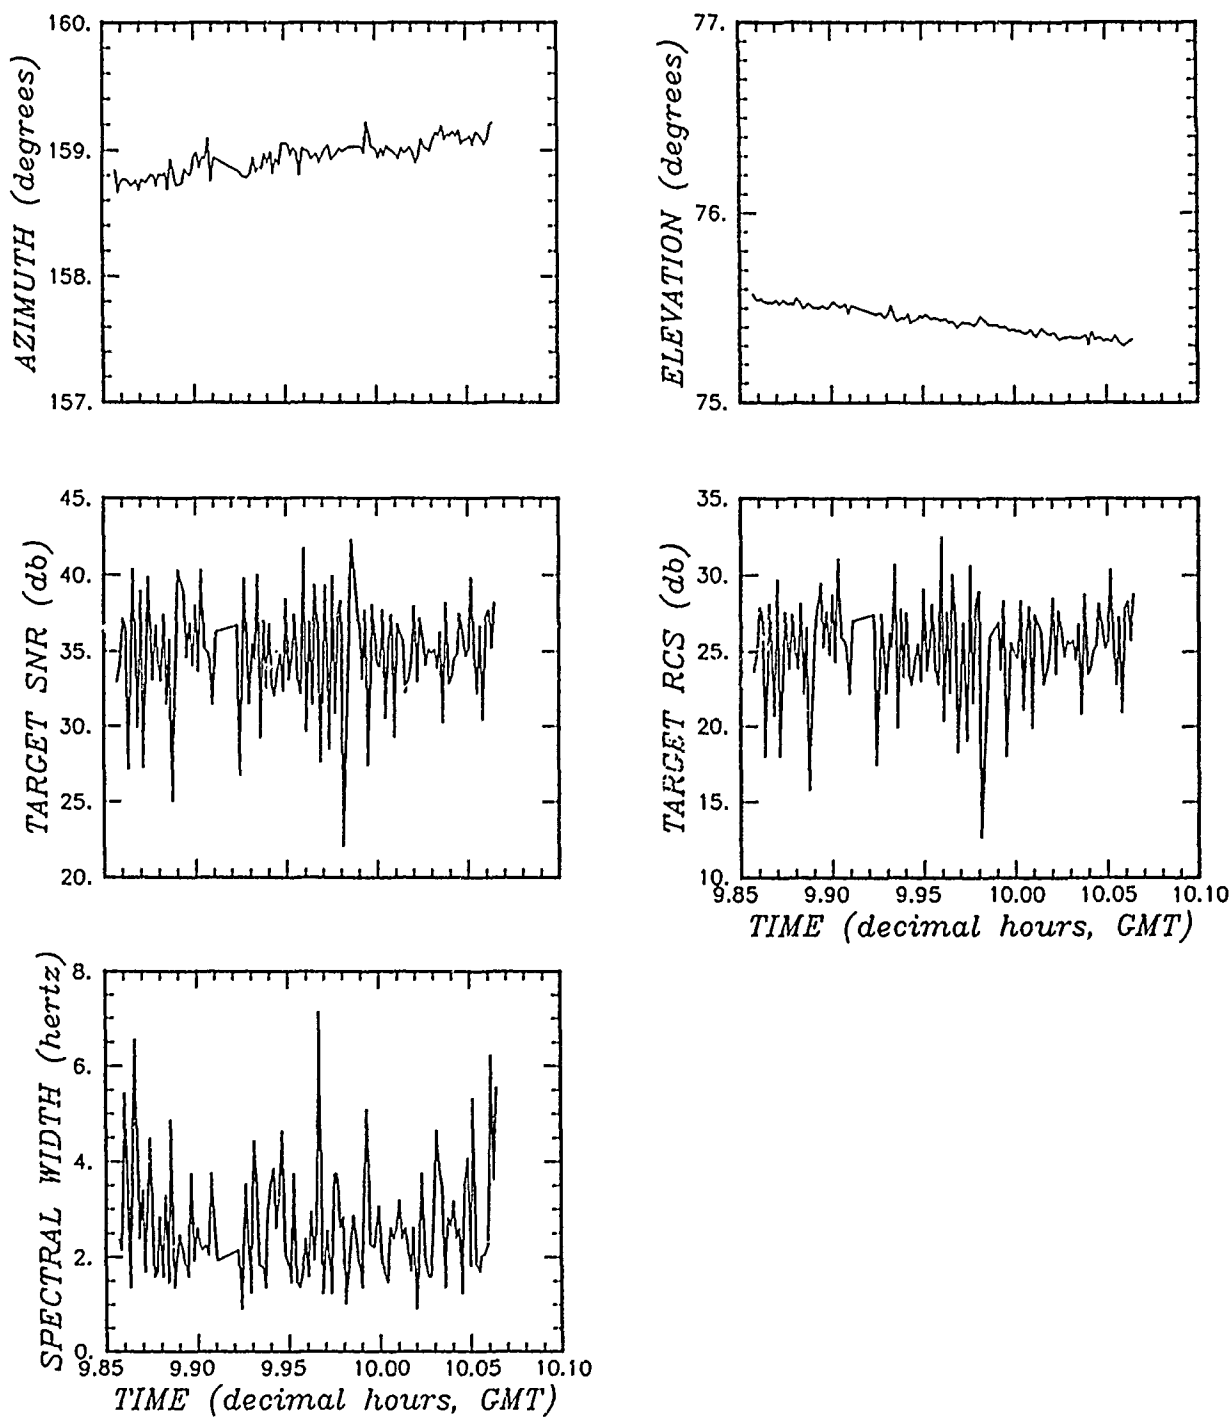 160.
159.
158.
157.
AZIMUTH (degrees)
77.
76.
75.
ELEVATION (degrees)
45.
40.
35.
30.
25.
20.
TARGET SNR (db)
35.
30.
25.
20.
15.
10.
TARGET RCS (db)
9.85 9.90 9.95 10.00 10.05 10.10
TIME (decimal hours, GMT)
8.
6.
4.
2.
0.
SPECTRAL WIDTH (hertz)
9.85 9.90 9.95 10.00 10.05 10.10
TIME (decimal hours, GMT)